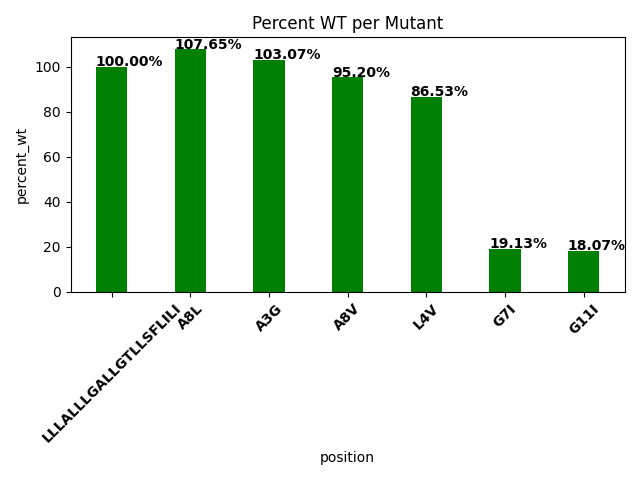 Percent WT per Mutant
100.00%
107.65%
103.07%
95.20%
86.53%
19.13%
18.07%
percent_wt
100
80
60
40
20
0
LLLALLLGALLGTLLSFLILI
A8L
A3G
A8V
L4V
G7I
G11I
position